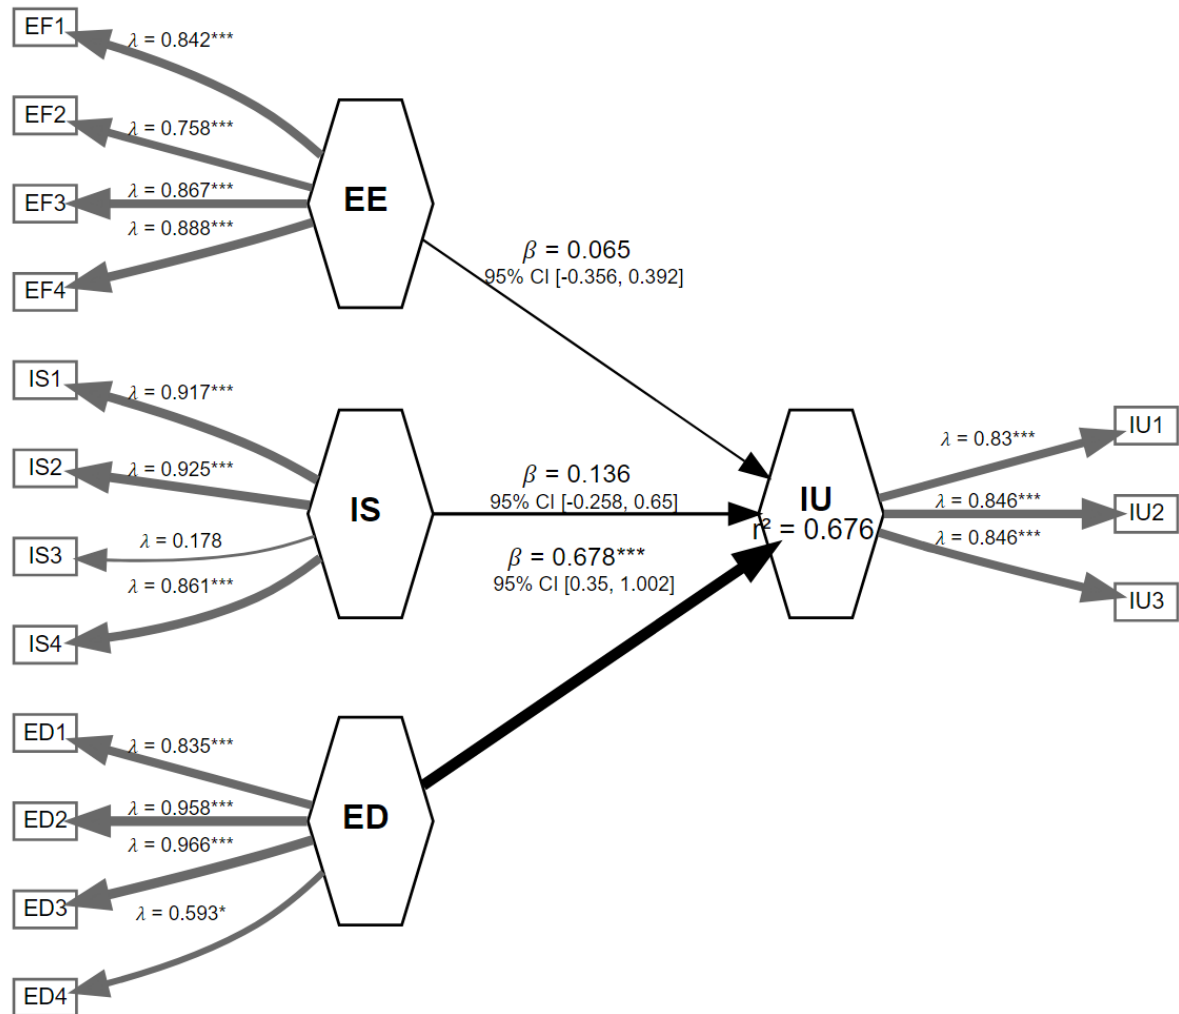 EF1
λ = 0.842***
EF2
λ = 0.758***
EF3
λ = 0.867***
λ = 0.888***
EF4
EE
β = 0.065
95% CI [-0.356, 0.392]
IS1
λ = 0.917***
IS2
λ = 0.925***
IS3
λ = 0.178
λ = 0.861***
IS4
IS
β = 0.136
95% CI [-0.258, 0.65]
β = 0.678***
95% CI [0.35, 1.002]
IU
r² = 0.676
λ = 0.83***
IU1
λ = 0.846***
IU2
λ = 0.846***
IU3
ED1
λ = 0.835***
ED2
λ = 0.958***
λ = 0.966***
ED3
λ = 0.593*
ED4
ED